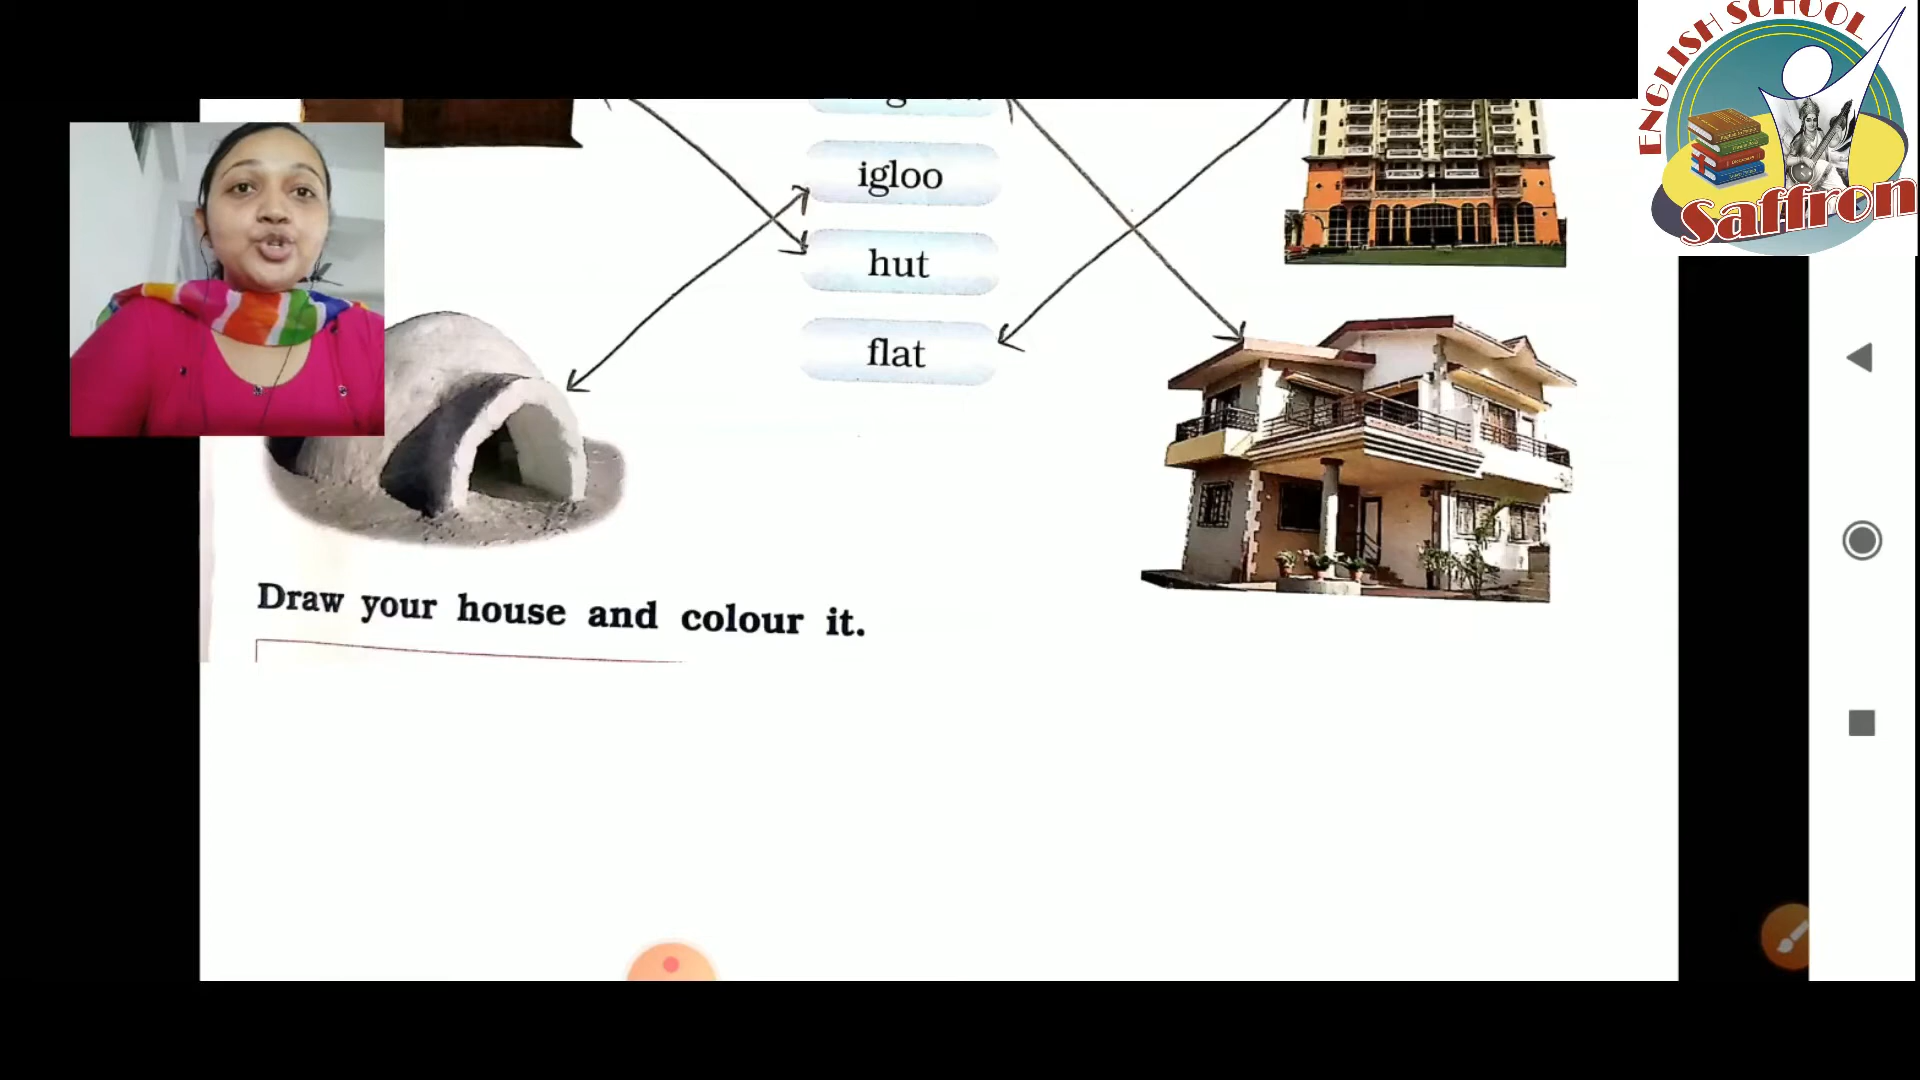 ENGLISH SCHOOL
Saffron
igloo
hut
flat
Draw your house and colour it.